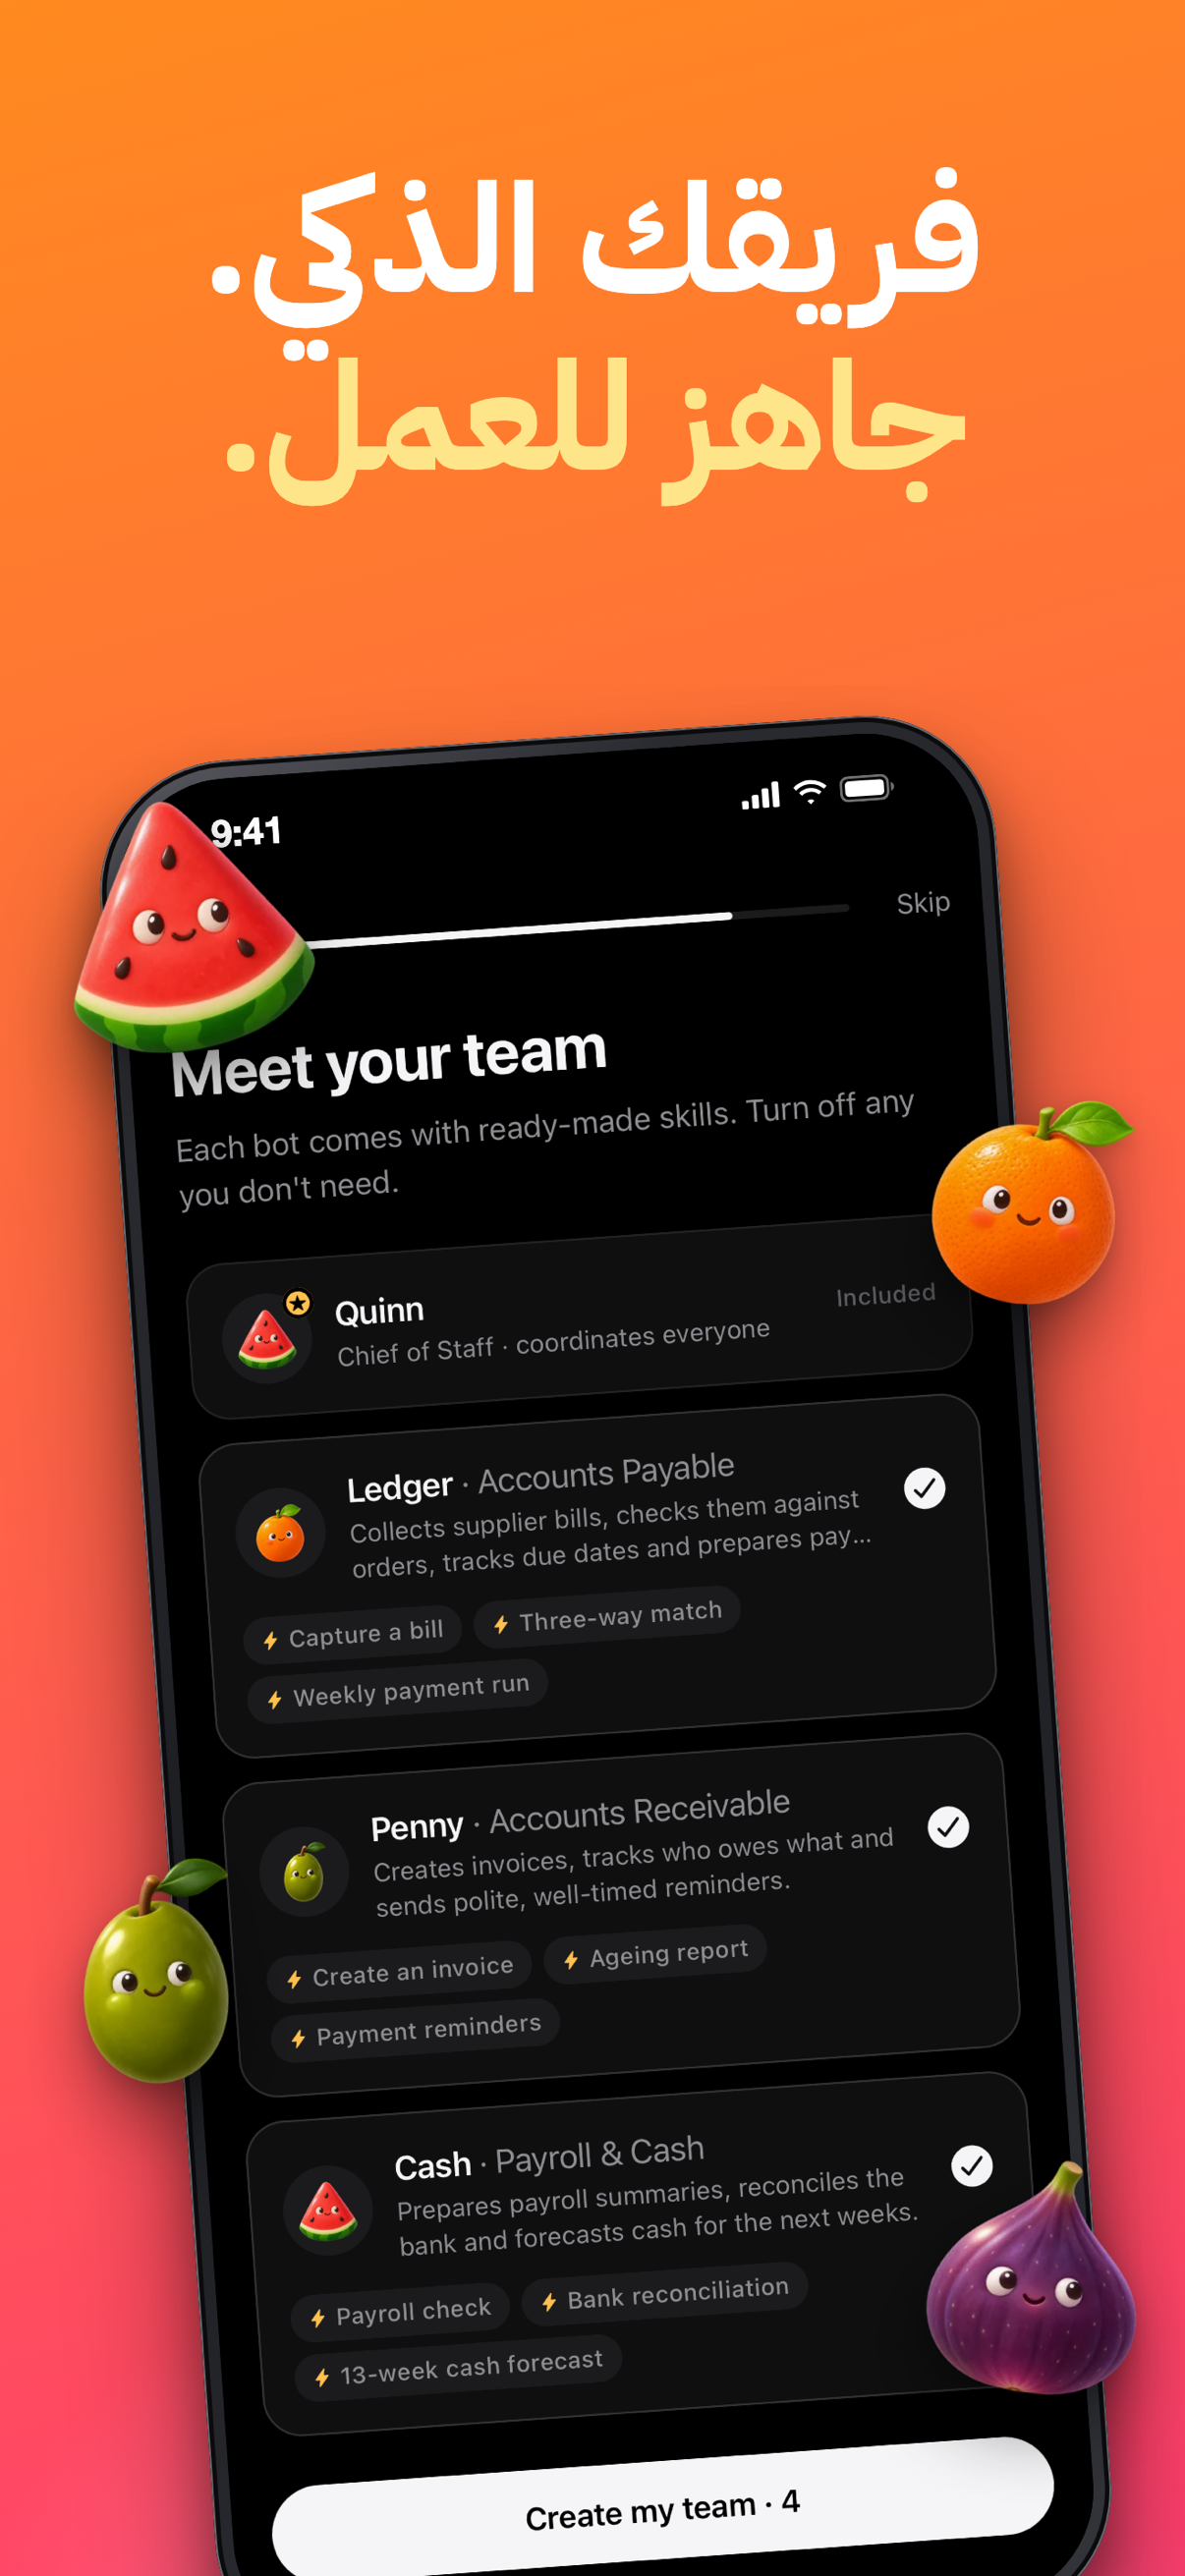 فريقك الذكي.
جاهز للعمل.
9:41
Skip
Meet your team
Each bot comes with ready-made skills. Turn off any
you don't need.
Quinn
Included
Chief of Staff · coordinates everyone
Ledger · Accounts Payable
Collects supplier bills, checks them against
orders, tracks due dates and prepares pay...
Capture a bill
Three-way match
Weekly payment run
Penny · Accounts Receivable
Creates invoices, tracks who owes what and
sends polite, well-timed reminders.
Create an invoice
Ageing report
Payment reminders
Cash · Payroll & Cash
Prepares payroll summaries, reconciles the
bank and forecasts cash for the next weeks.
Payroll check
Bank reconciliation
13-week cash forecast
Create my team · 4